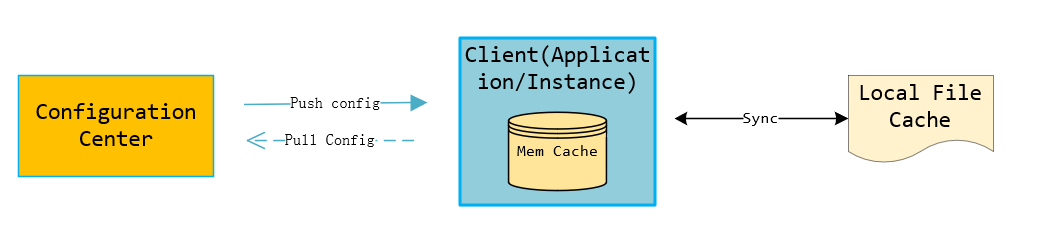 Configuration
Center
Push config
Pull Config
Client(Applicat
ion/Instance)
Mem Cache
Sync
Local File
Cache